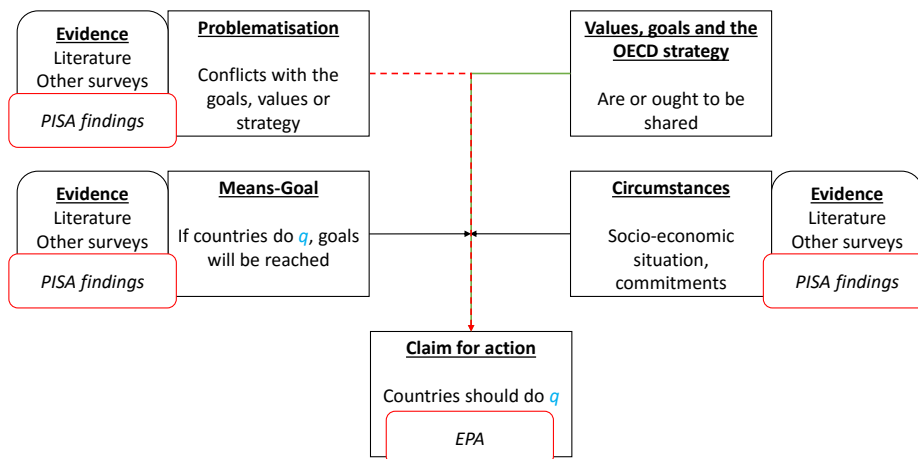 Evidence
Literature
Other surveys
PISA findings
Problematisation
Conflicts with the
goals, values or
strategy
Values, goals and the
OECD strategy
Are or ought to be
shared
Evidence
Literature
Other surveys
PISA findings
Means-Goal
If countries do q, goals
will be reached
Circumstances
Socio-economic
situation,
commitments
Evidence
Literature
Other surveys
PISA findings
Claim for action
Countries should do q
EPA